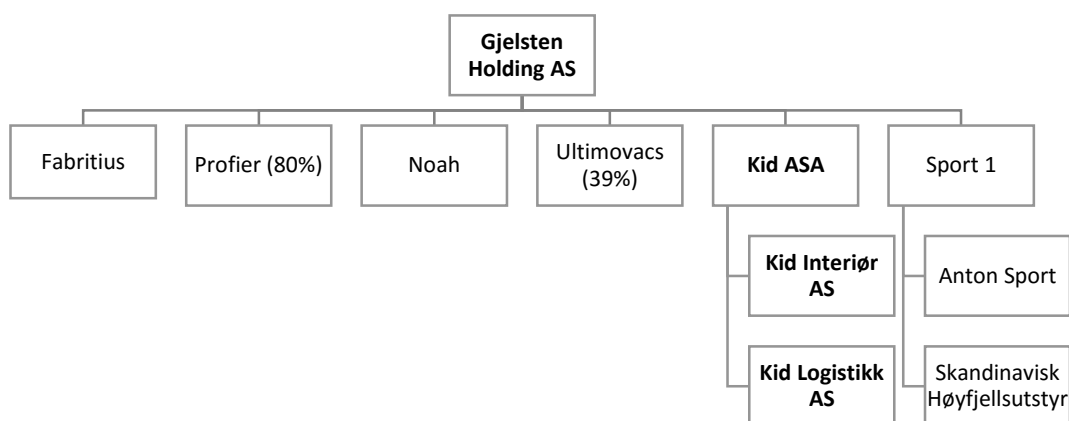 Gjelsten
Holding AS
Fabritius
Profier (80%)
Noah
Ultimovacs
(39%)
Kid ASA
Sport 1
Kid Interiør
AS
Anton Sport
Kid Logistikk
AS
Skandinavisk
Høyfjellsutstyr